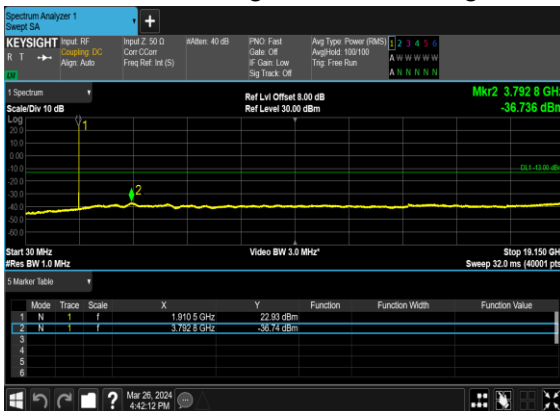 Spectrum Analyzer 1
Swept SA
KEYSIGHT Input: RF Input Z: 50 Ω #Atten: 40 dB PNO: Fast Avg Type: Power (RMS) 1 2 3 4 5 6
R T Coupling: DC Corr CCorr Gate: Off Avg|Hold: 100/100 A W W W W W
Align: Auto Freq Ref: Int (S) IF Gain: Low Trig: Free Run
LV Sig Track: Off A N N N N N
1 Spectrum Ref Lvl Offset 8.00 dB Mkr2 3.792 8 GHz
Scale/Div 10 dB Ref Level 30.00 dBm -36.736 dBm
Log
20.0 1
10.0
0.00
-10.0 DL1 -13.00 dBm
-20.0
-30.0 2
-40.0
-50.0
-60.0
Start 30 MHz Video BW 3.0 MHz* Stop 19.150 GH
#Res BW 1.0 MHz Sweep 32.0 ms (40001 pts
5 Marker Table
Mode Trace Scale X Y Function Function Width Function Value
1 N 1 f 1.910 5 GHz 22.93 dBm
2 N 1 f 3.792 8 GHz -36.74 dBm
3
4
5
6
? Mar 26, 2024
4:42:12 PM